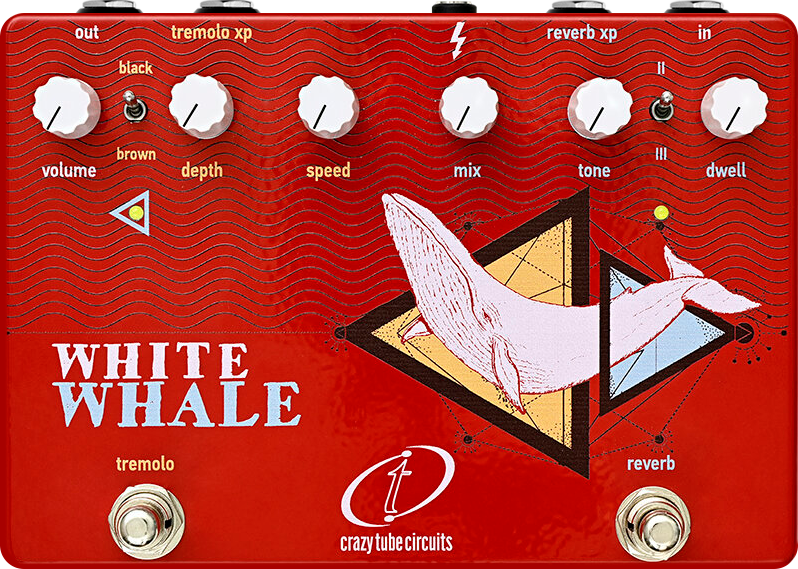 out
tremolo xp
reverb xp
in
black
II
brown
III
volume
depth
speed
mix
tone
dwell
WHITE
WHALE
tremolo
reverb
t
crazy tube circuits